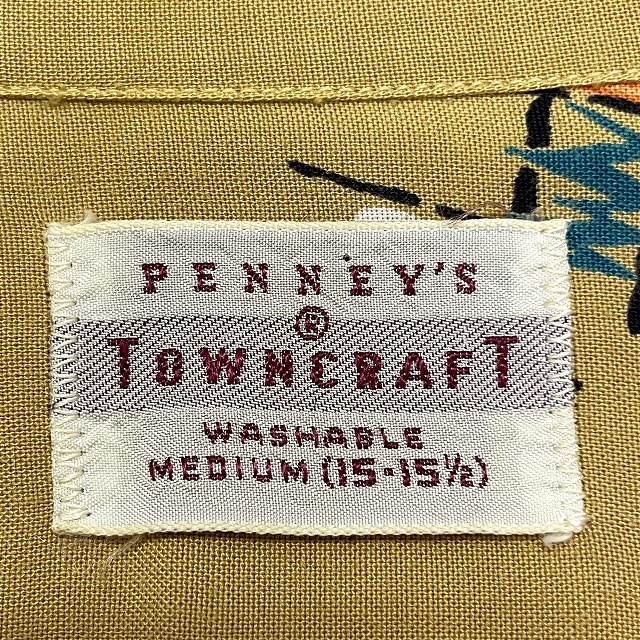 PENNEY'S
®
TOWNCRAFT
WASHABLE
MEDIUM (15-15½)